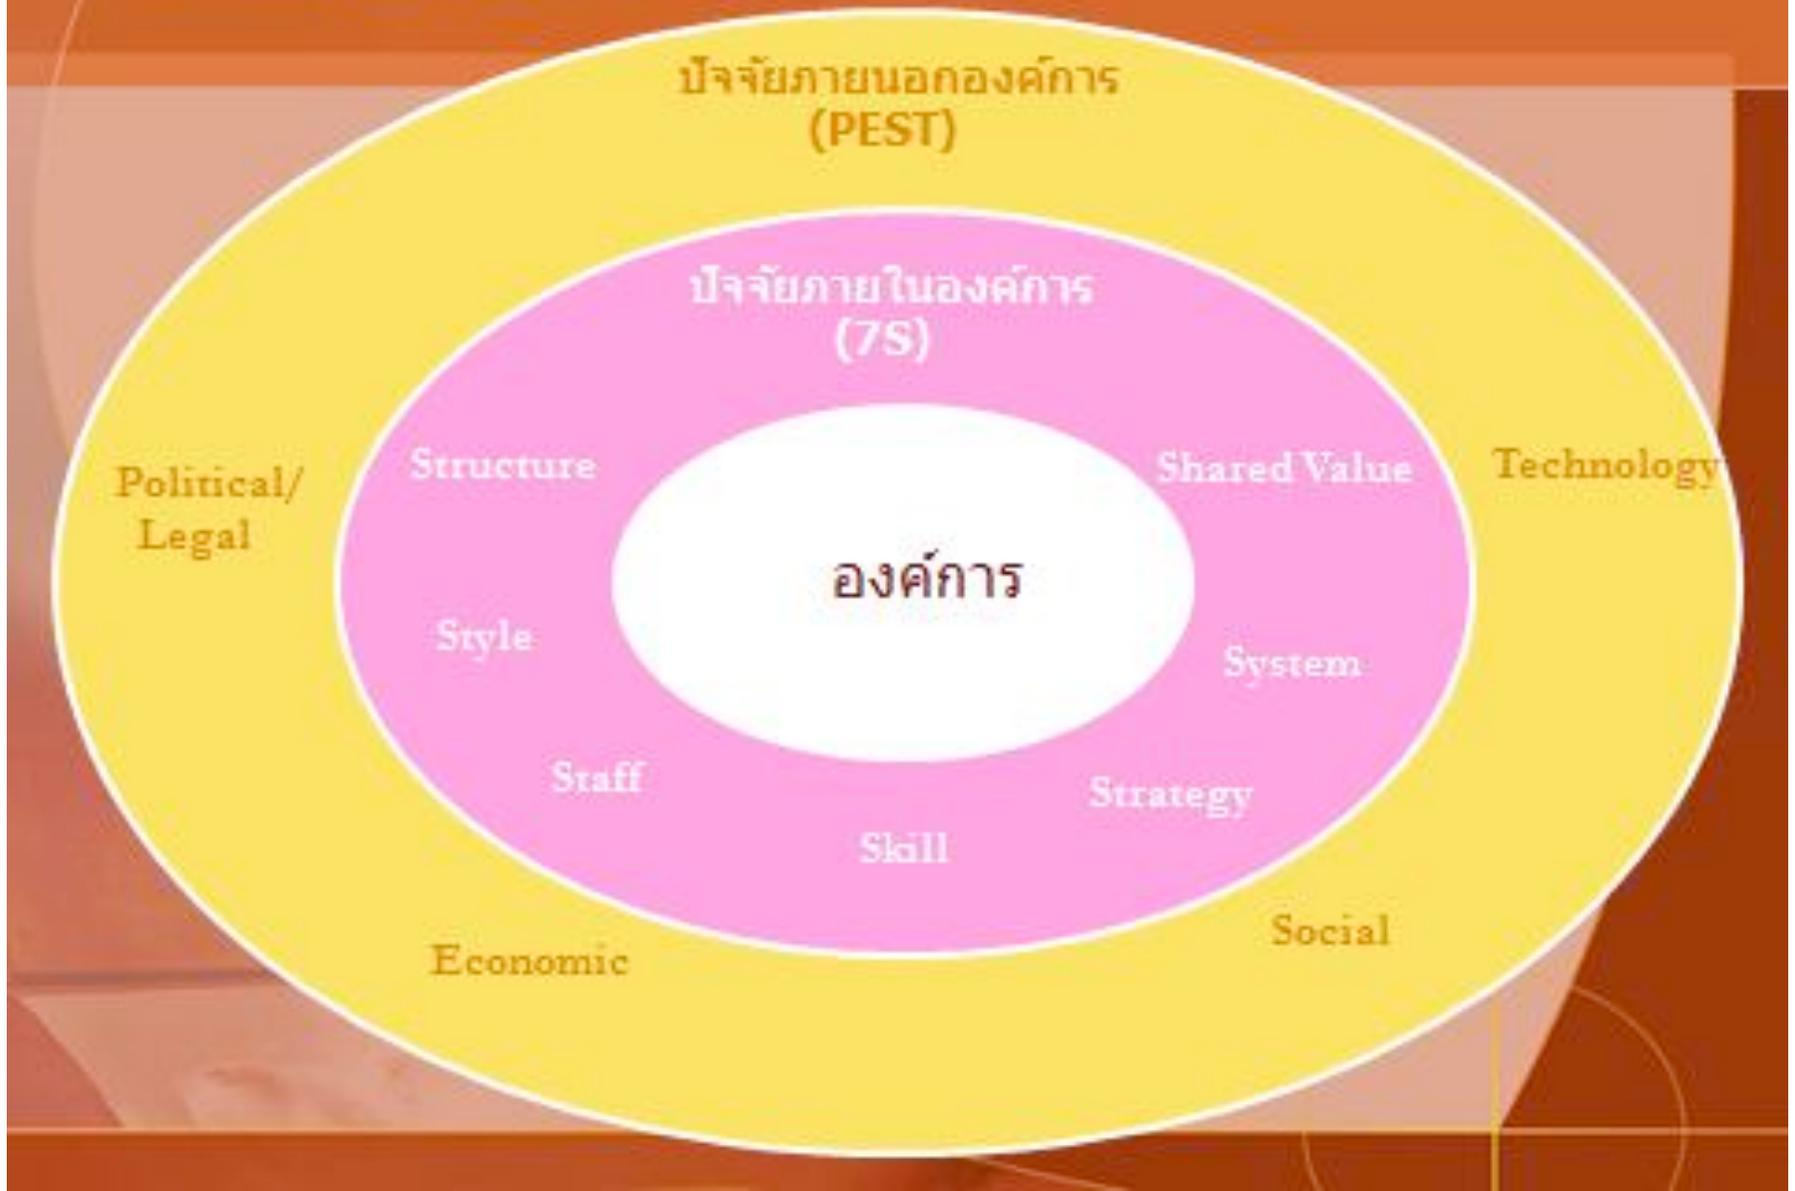 ปัจจัยภายนอกองค์การ
(PEST)
ปัจจัยภายในองค์การ
(7S)
Structure
Shared Value
Technology
Political/
Legal
องค์การ
Style
System
Staff
Strategy
Skill
Social
Economic